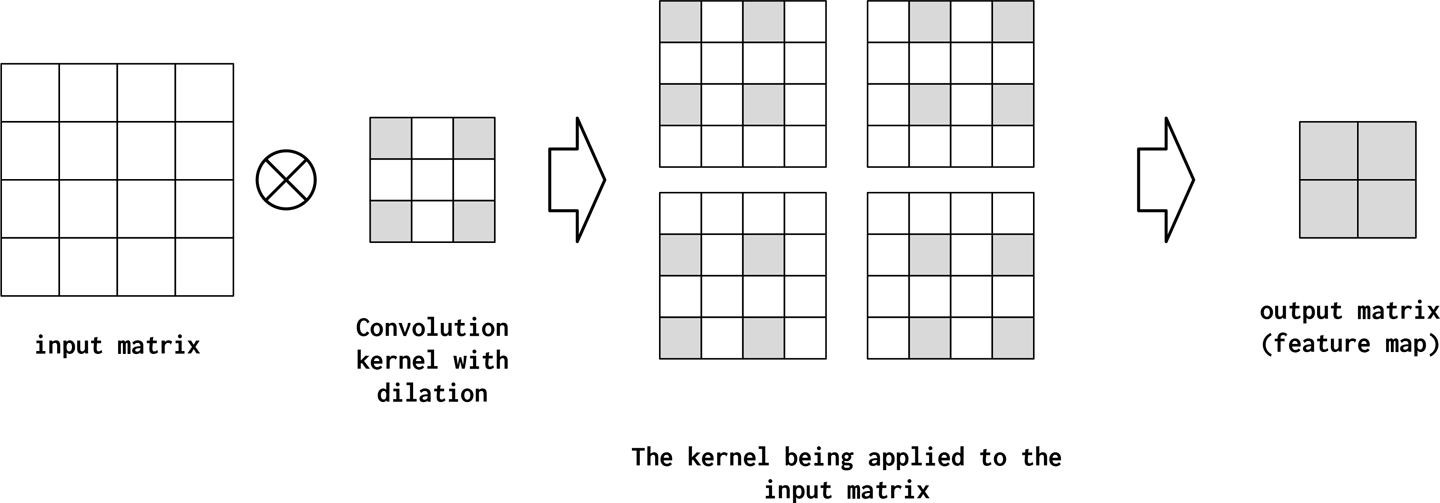 input matrix
Convolution
kernel with
dilation
The kernel being applied to the
input matrix
output matrix
(feature map)